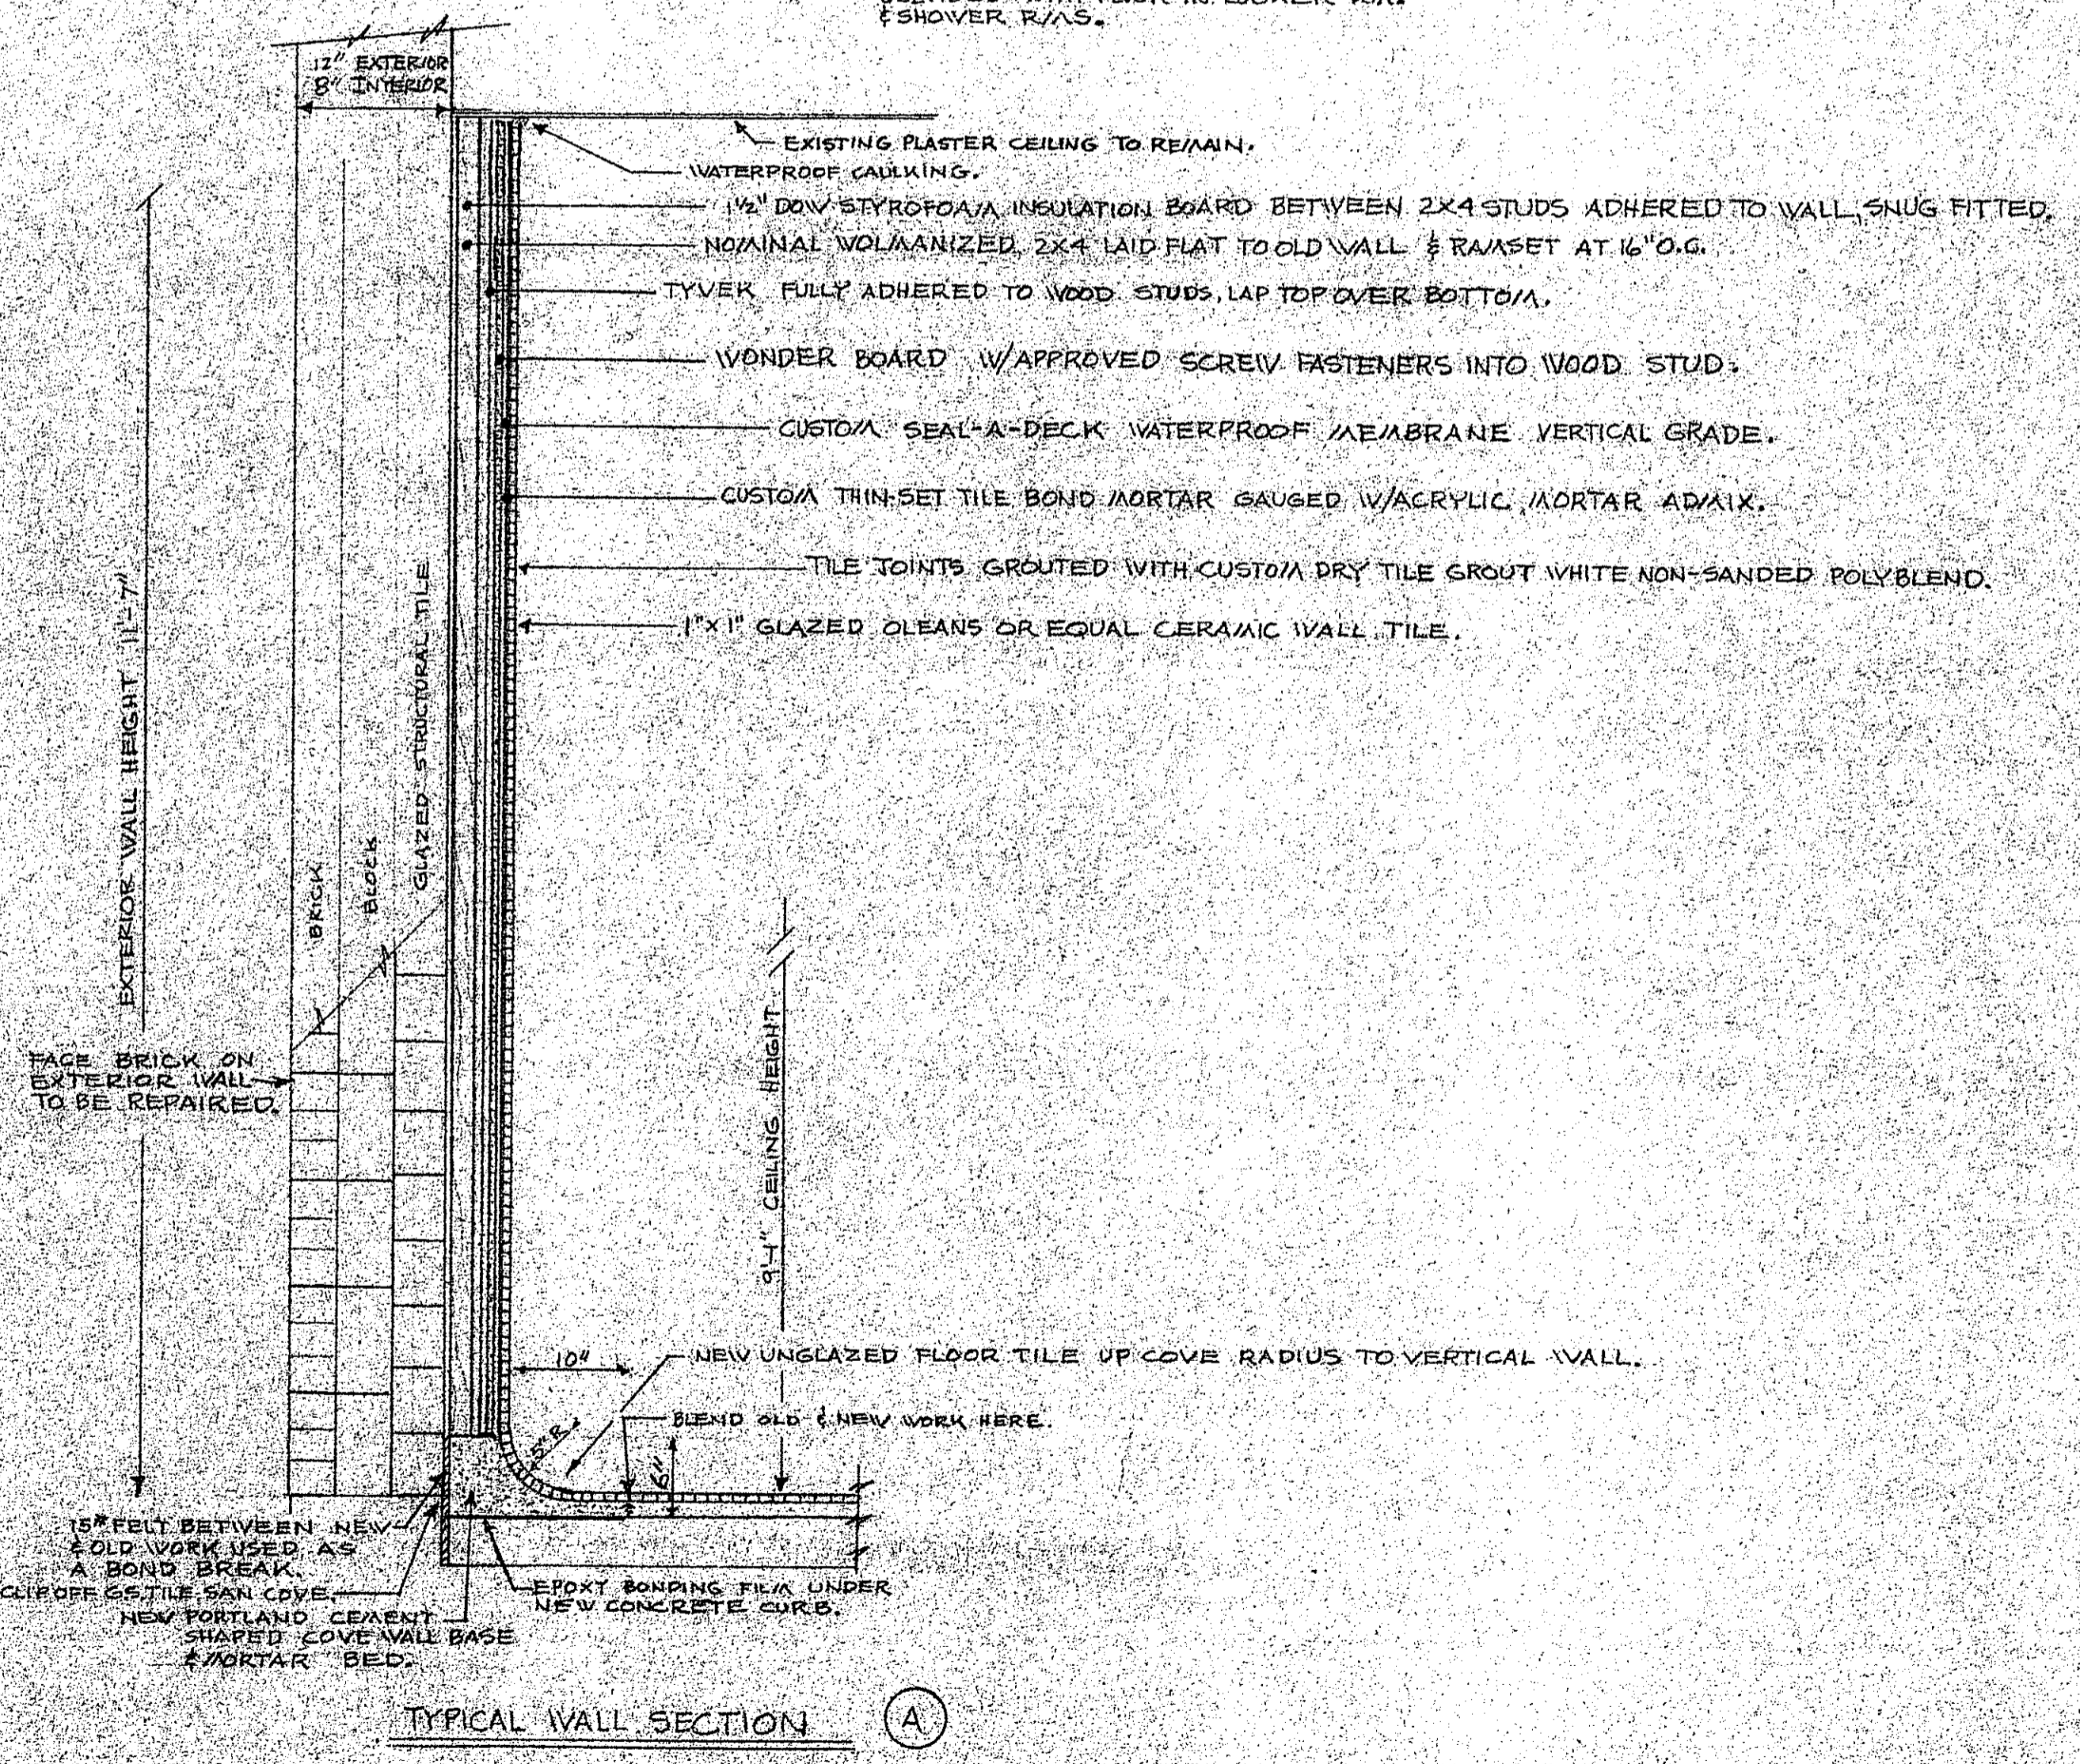 & SHOWER RMS.
12" EXTERIOR
8" INTERIOR
EXISTING PLASTER CEILING TO REMAIN.
WATERPROOF CAULKING.
1½" DOW STYROFOAM INSULATION BOARD BETWEEN 2X4 STUDS ADHERED TO WALL, SNUG FITTED.
NOMINAL WOLMANIZED 2X4 LAID FLAT TO OLD WALL & RAMSET AT 16" O.C.
TYVEK FULLY ADHERED TO WOOD STUDS, LAP TOP OVER BOTTOM.
WONDER BOARD W/APPROVED SCREW FASTENERS INTO WOOD STUD.
CUSTOM SEAL-A-DECK WATERPROOF MEMBRANE VERTICAL GRADE.
CUSTOM THIN-SET TILE BOND MORTAR GAUGED W/ACRYLIC MORTAR ADMIX.
TILE JOINTS GROUTED WITH CUSTOM DRY TILE GROUT WHITE NON-SANDED POLYBLEND.
1"X1" GLAZED OLEANS OR EQUAL CERAMIC WALL TILE.
EXTERIOR WALL HEIGHT 11'-7"
BRICK
BLOCK
GLAZED STRUCTURAL TILE
FACE BRICK ON
EXTERIOR WALL
TO BE REPAIRED.
CEILING HEIGHT
10"
NEW UNGLAZED FLOOR TILE UP COVE RADIUS TO VERTICAL WALL.
BLEND OLD & NEW WORK HERE.
5" R
6"
15# FELT BETWEEN NEW
& OLD WORK USED AS
A BOND BREAK.
CLIP OFF G.S. TILE SAN COVE.
NEW PORTLAND CEMENT
SHAPED COVE WALL BASE
& MORTAR BED.
EPOXY BONDING FILM UNDER
NEW CONCRETE CURB.
TYPICAL WALL SECTION
A